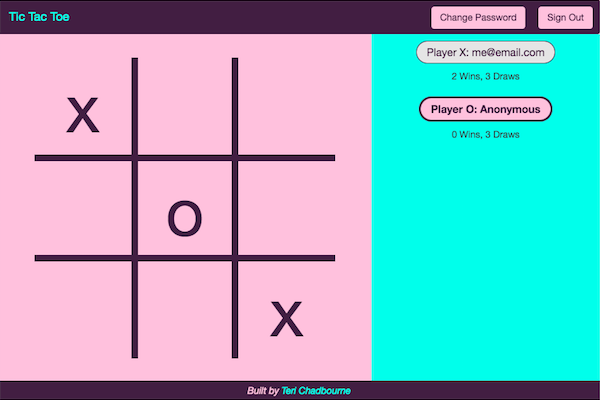 Tic Tac Toe
Change Password
Sign Out
Player X: me@email.com
2 Wins, 3 Draws
Player O: Anonymous
0 Wins, 3 Draws
X
O
X
Built by Teri Chadbourne